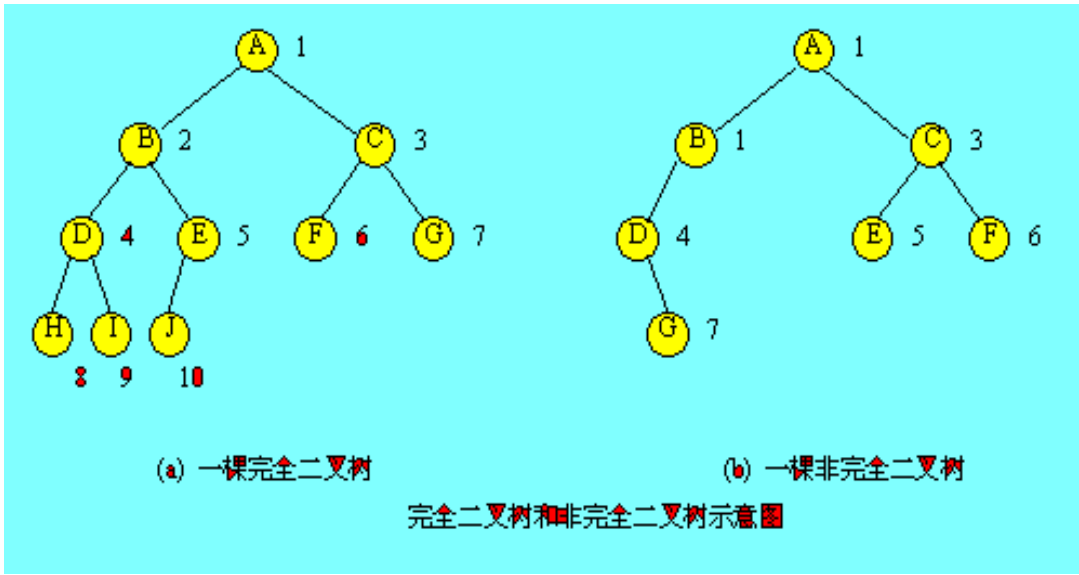 A 1 A 1
B 2 C 3 B 1 C 3
D 4 E 5 F 6 G 7 D 4 E 5 F 6
H I J G 7
8 9 10
(a) 一棵完全二叉树 (b) 一棵非完全二叉树
完全二叉树和非完全二叉树示意图